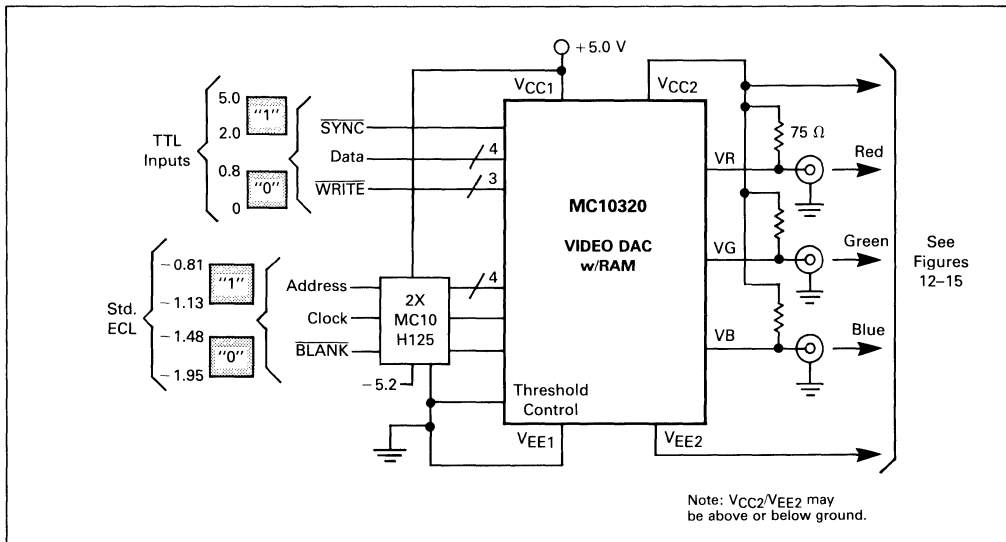 +5.0 V
VCC1
VCC2
5.0
"1"
2.0
TTL
Inputs
0.8
"0"
0
SYNC
Data
4
WRITE
3
MC10320
VIDEO DAC
w/RAM
75 Ω
VR
Red
VG
Green
VB
Blue
See
Figures
12–15
Std.
ECL
−0.81
"1"
−1.13
−1.48
"0"
−1.95
Address
Clock
BLANK
2X
MC10
H125
4
−5.2
Threshold
Control
VEE1
VEE2
Note: VCC2/VEE2 may
be above or below ground.